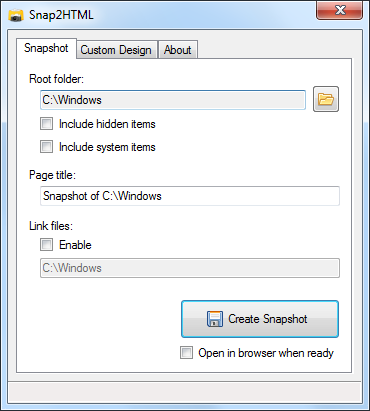 Snap2HTML
Snapshot Custom Design About
Root folder:
C:\Windows
Include hidden items
Include system items
Page title:
Snapshot of C:\Windows
Link files:
Enable
C:\Windows
Create Snapshot
Open in browser when ready